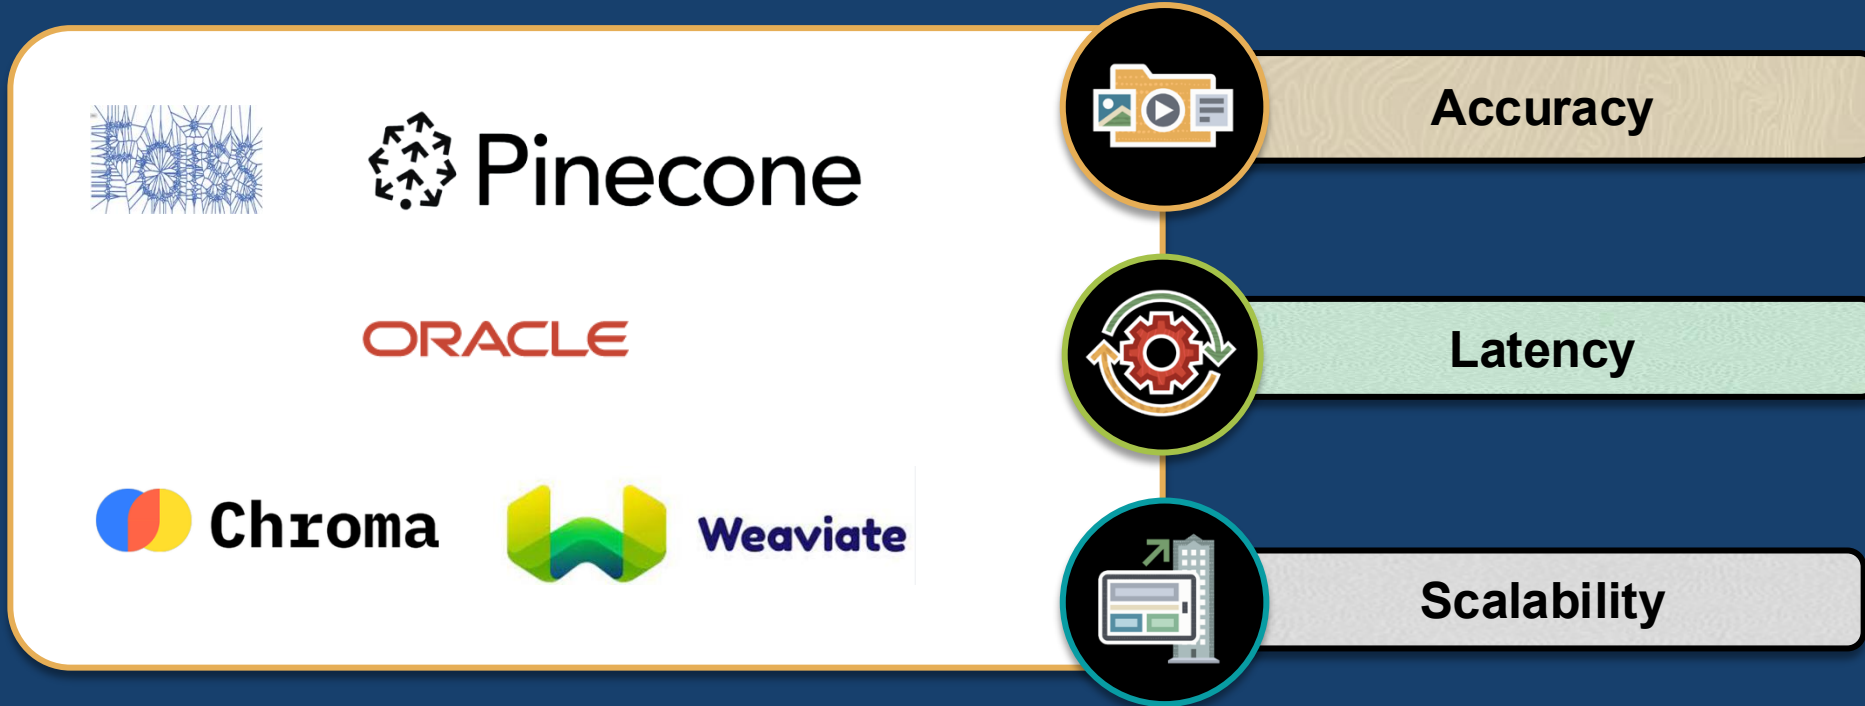 Faiss
Pinecone
ORACLE
Chroma
Weaviate
Accuracy
Latency
Scalability